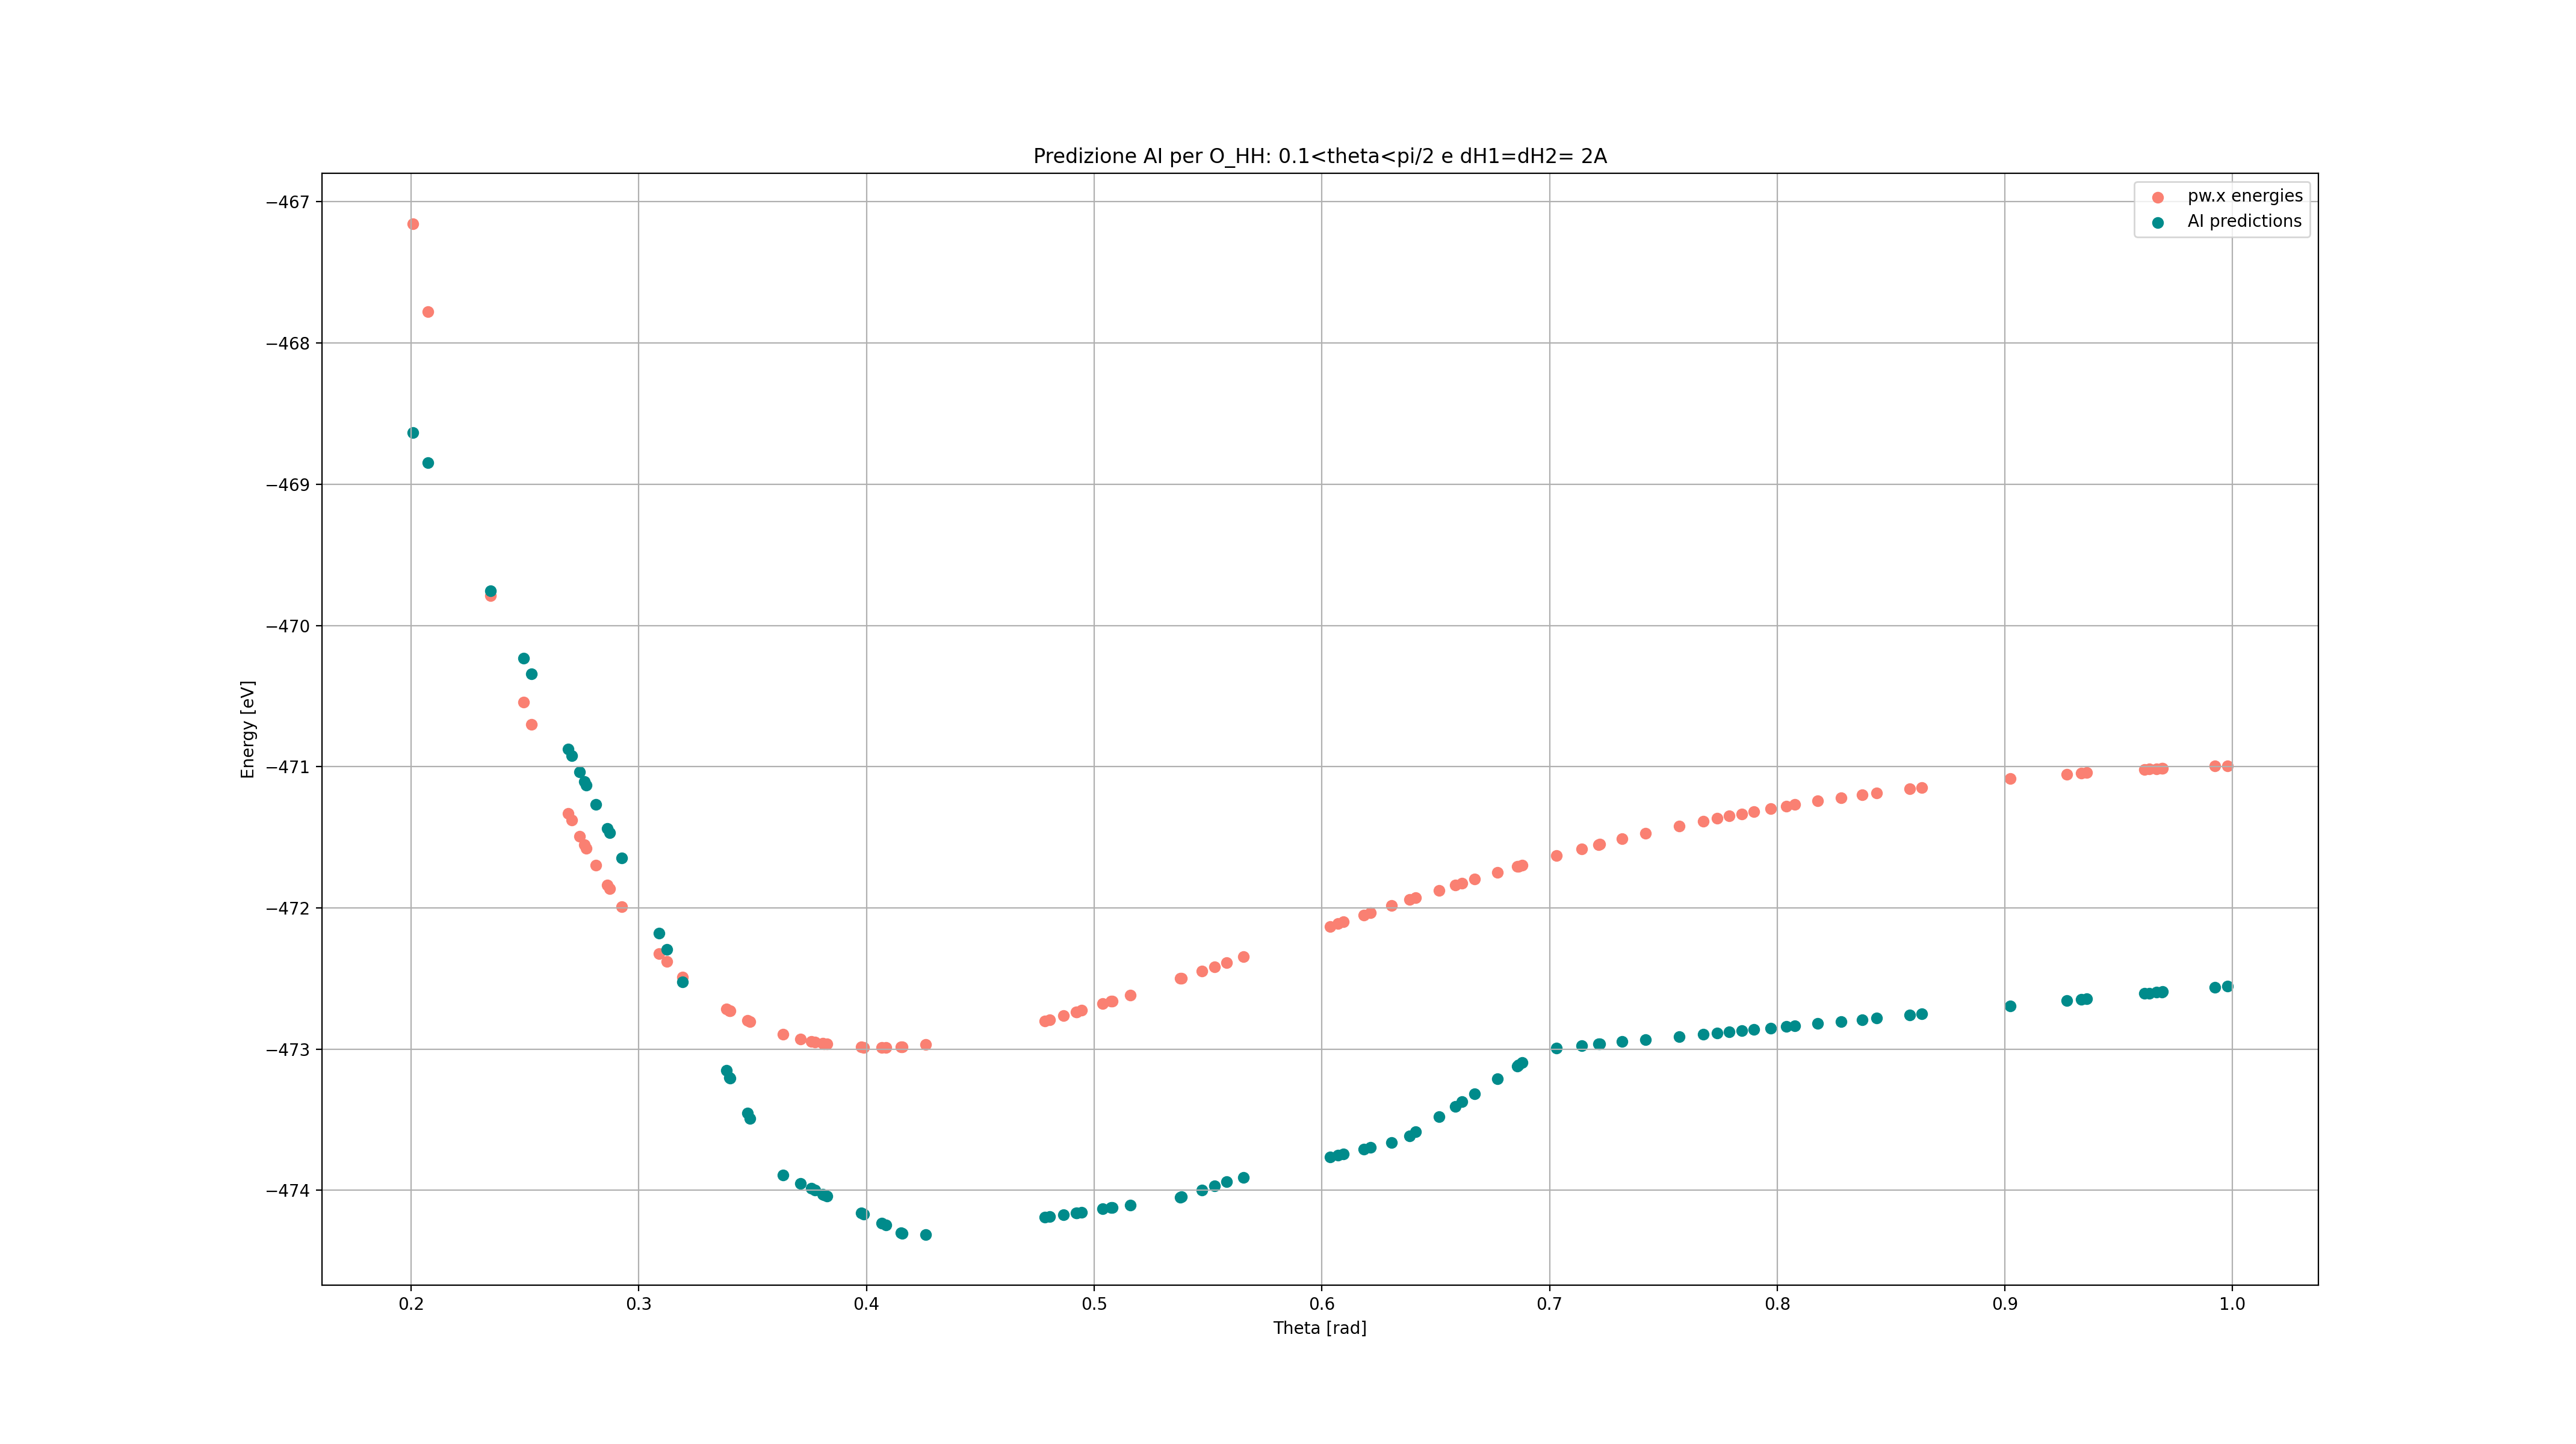 Predizione AI per O_HH: 0.1<theta<pi/2 e dH1=dH2= 2A
pw.x energies
AI predictions
−467
−468
−469
−470
−471
−472
−473
−474
Energy [eV]
0.2 0.3 0.4 0.5 0.6 0.7 0.8 0.9 1.0
Theta [rad]